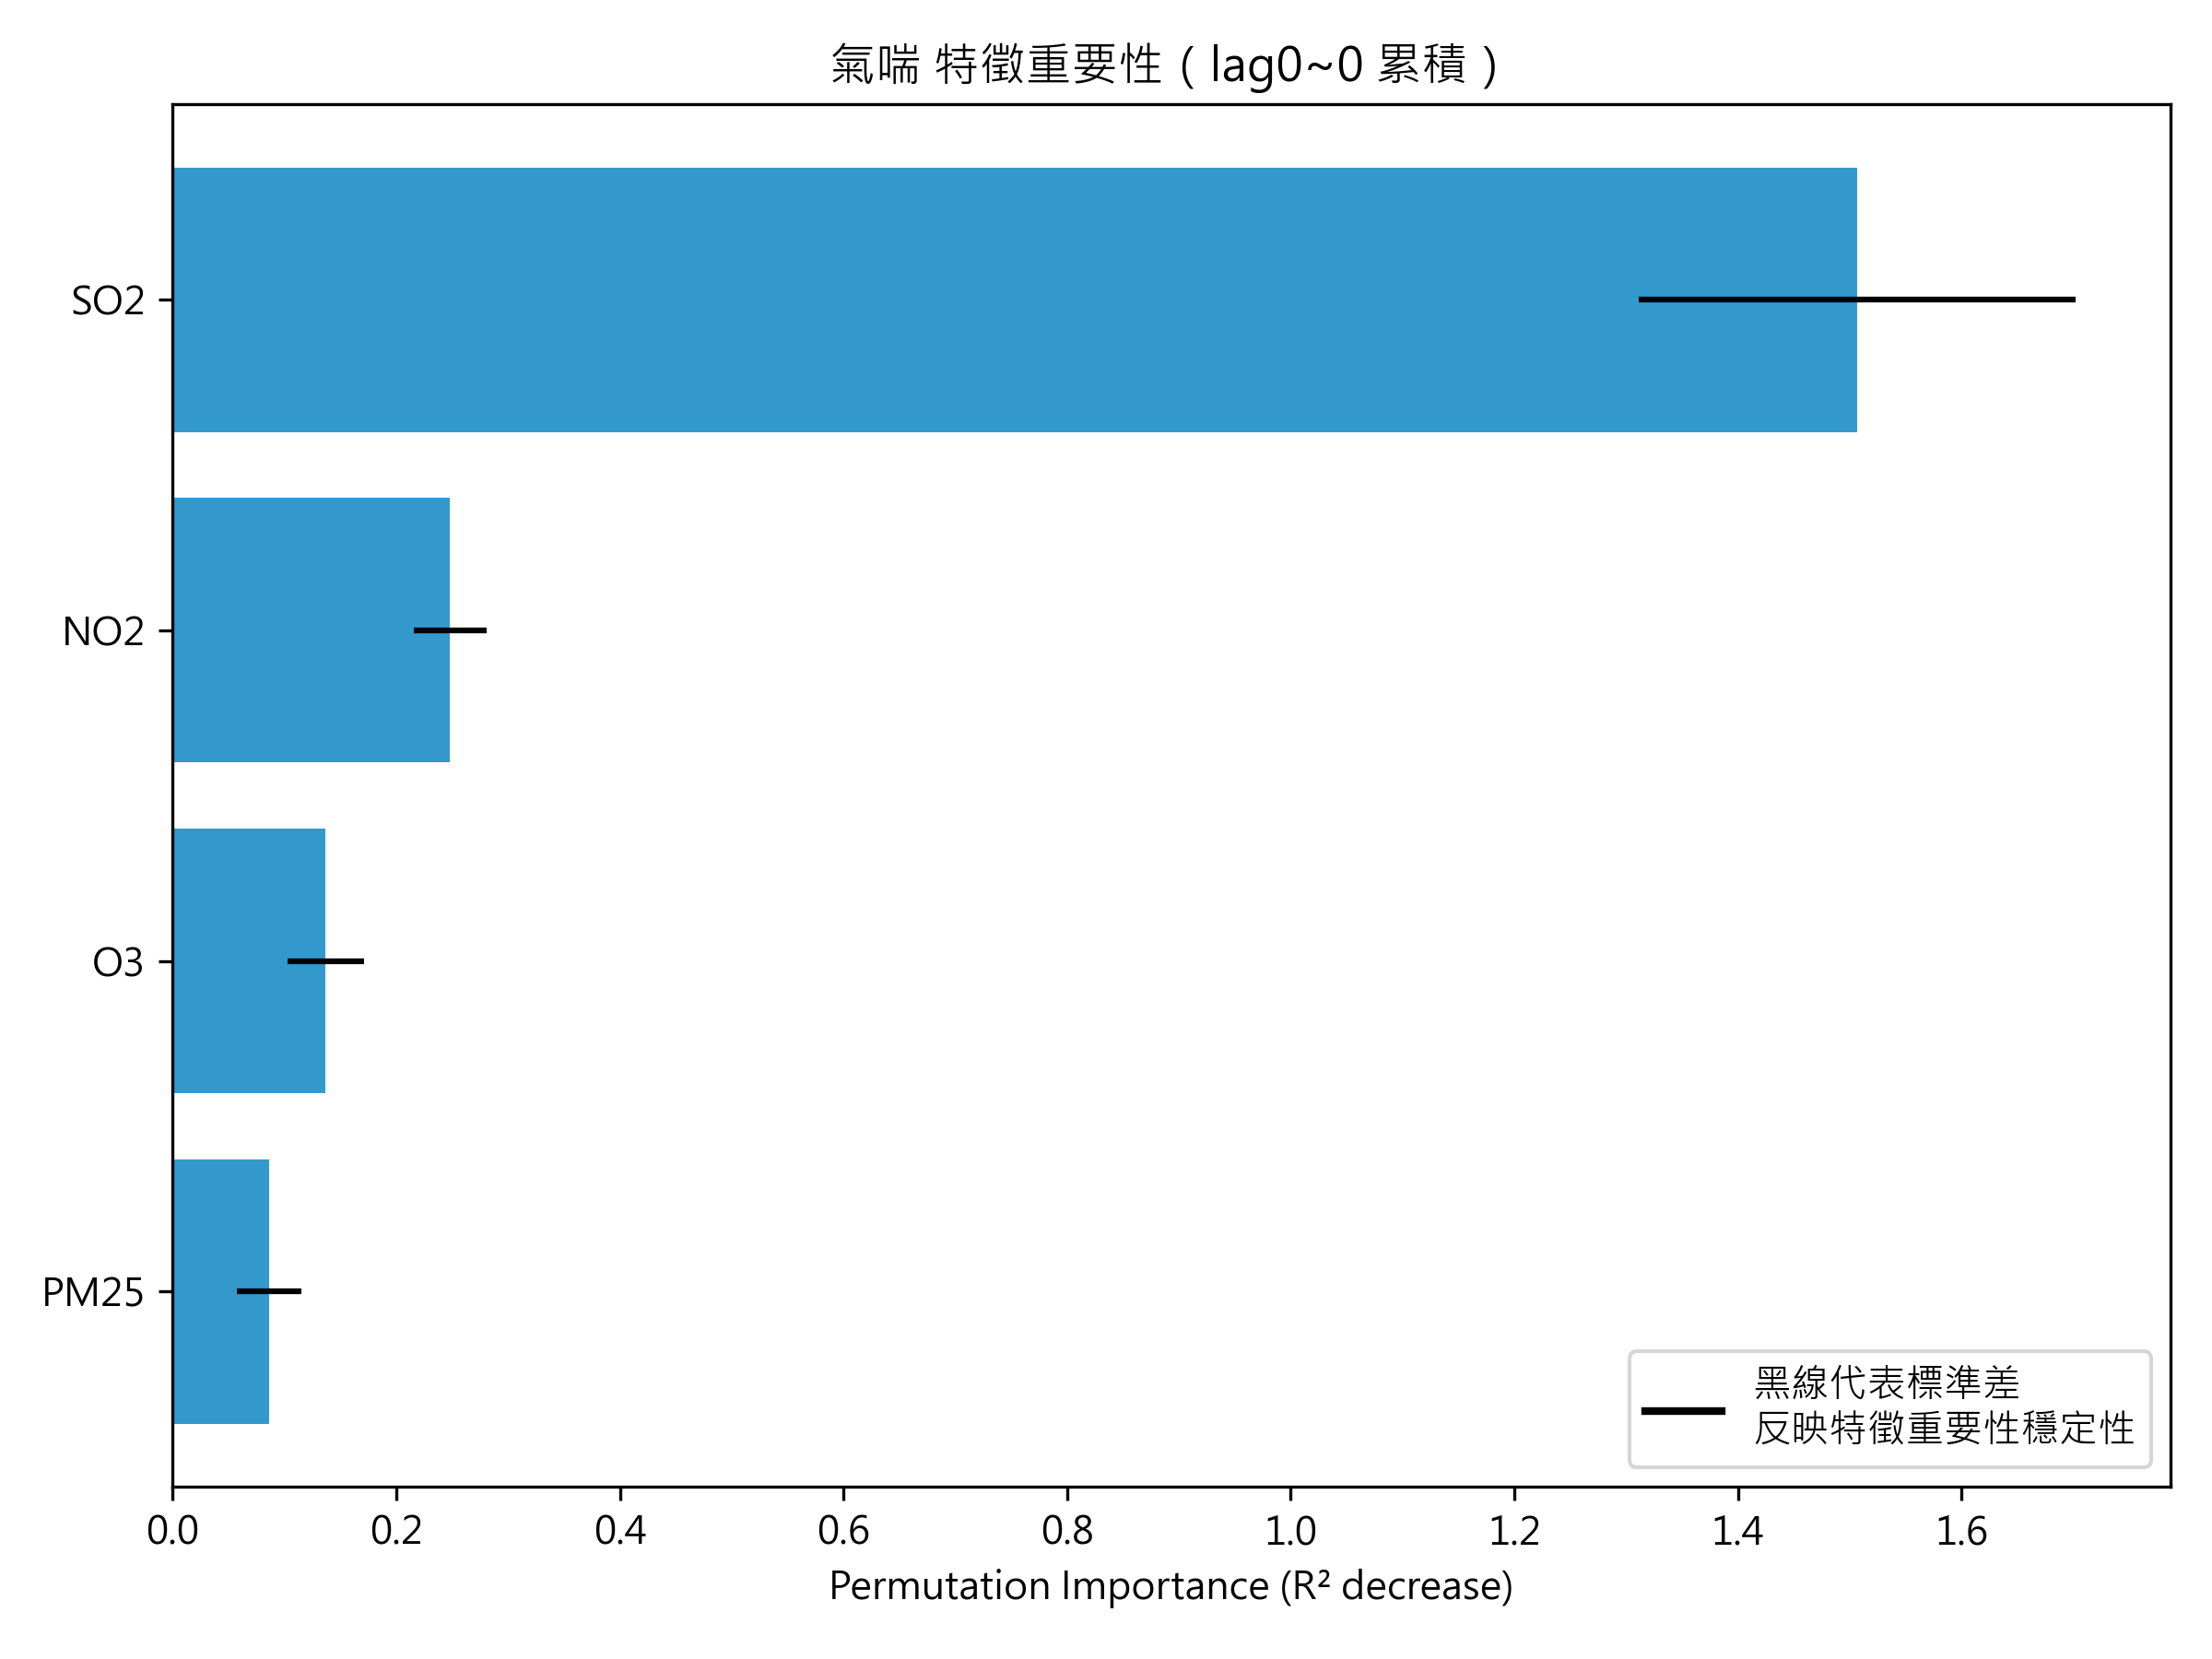 氣喘 特徵重要性（lag0~0 累積）
SO2
NO2
O3
PM25
黑線代表標準差
反映特徵重要性穩定性
0.0 0.2 0.4 0.6 0.8 1.0 1.2 1.4 1.6
Permutation Importance (R² decrease)